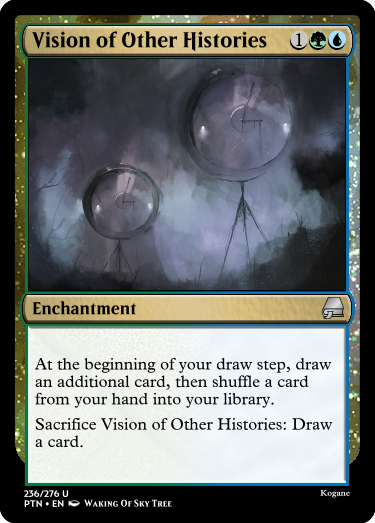 Vision of Other Histories 1
Enchantment
At the beginning of your draw step, draw
an additional card, then shuffle a card
from your hand into your library.
Sacrifice Vision of Other Histories: Draw
a card.
236/276 U
Kogane
PTN • EN Waking Of Sky Tree